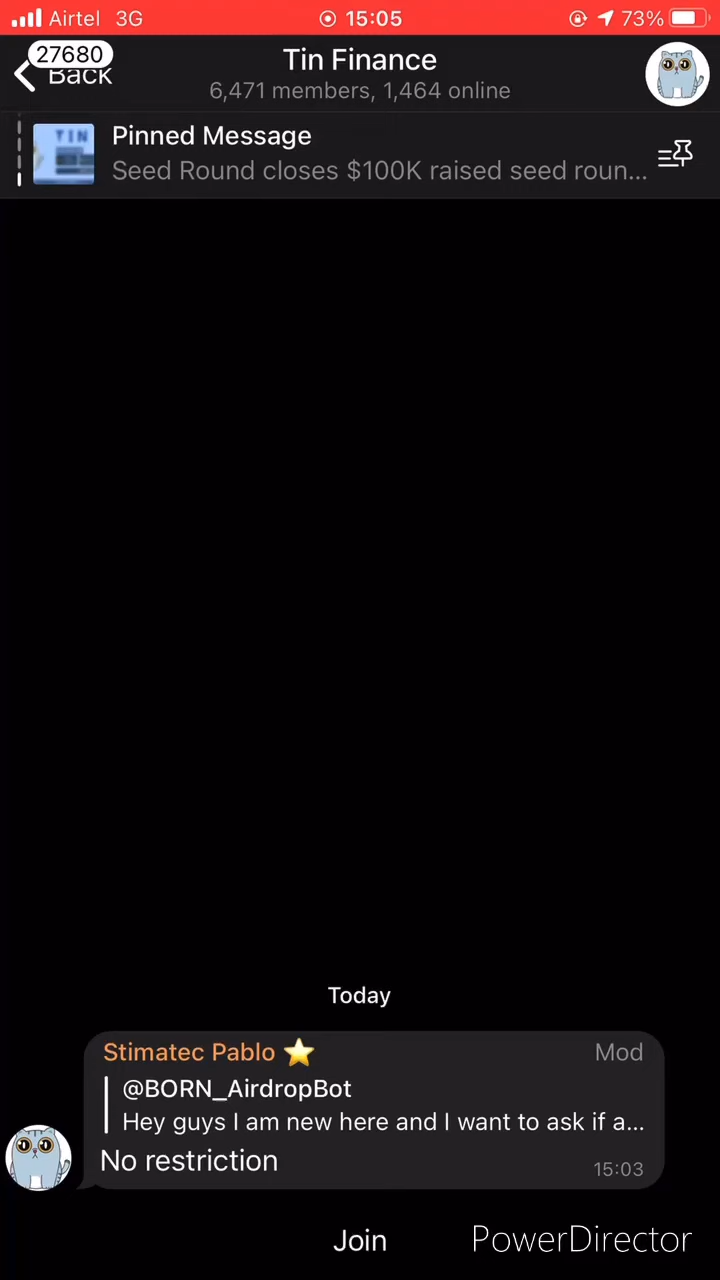 Airtel 3G 15:05 73%
27680
Back
Tin Finance
6,471 members, 1,464 online
TIN
Pinned Message
Seed Round closes $100K raised seed roun...
Today
Stimatec Pablo ⭐ Mod
@BORN_AirdropBot
Hey guys I am new here and I want to ask if a...
No restriction
15:03
Join
PowerDirector